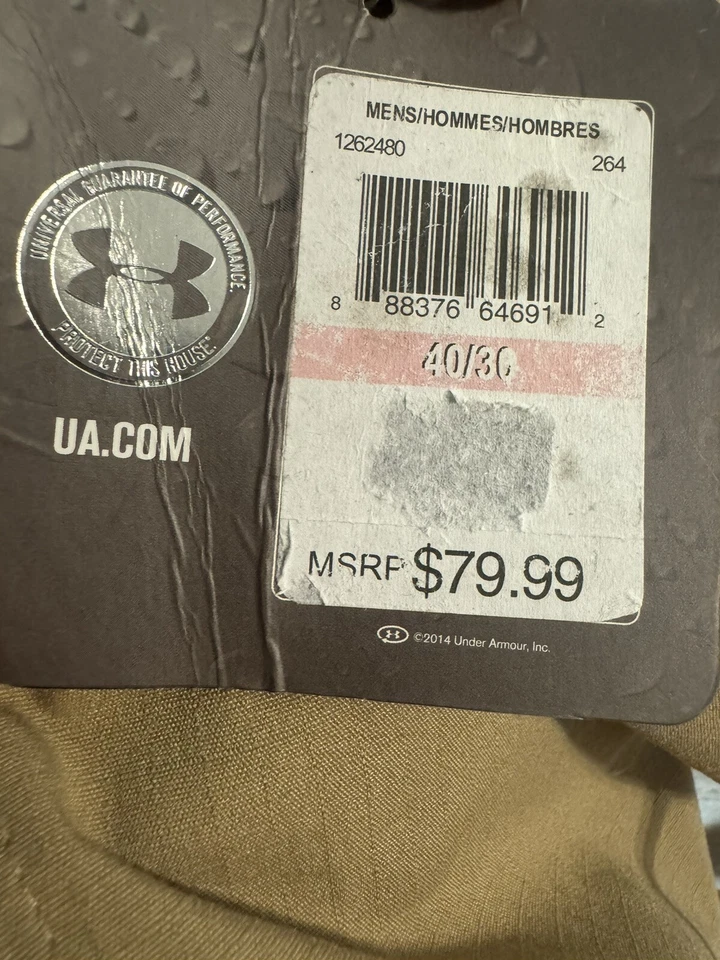 UNIVERSAL GUARANTEE OF PERFORMANCE.
PROTECT THIS HOUSE.
UA.COM
MENS/HOMMES/HOMBRES
1262480
264
8 88376 64691 2
40/30
MSRP $79.99
©2014 Under Armour, Inc.